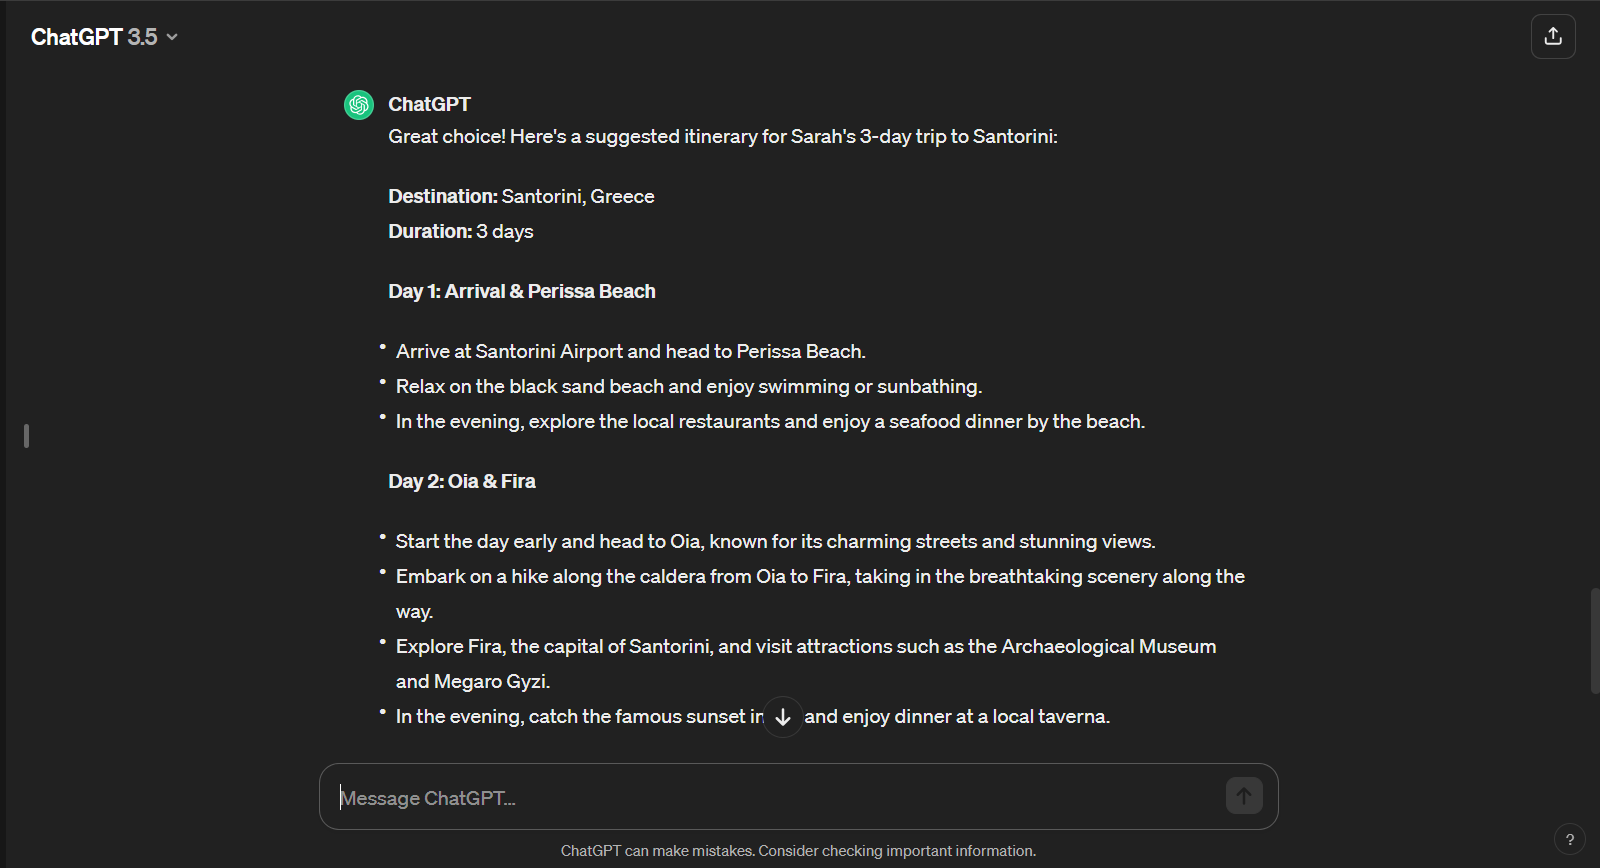 ChatGPT 3.5
ChatGPT
Great choice! Here's a suggested itinerary for Sarah's 3-day trip to Santorini:
Destination: Santorini, Greece
Duration: 3 days
Day 1: Arrival & Perissa Beach
• Arrive at Santorini Airport and head to Perissa Beach.
• Relax on the black sand beach and enjoy swimming or sunbathing.
• In the evening, explore the local restaurants and enjoy a seafood dinner by the beach.
Day 2: Oia & Fira
• Start the day early and head to Oia, known for its charming streets and stunning views.
• Embark on a hike along the caldera from Oia to Fira, taking in the breathtaking scenery along the
way.
• Explore Fira, the capital of Santorini, and visit attractions such as the Archaeological Museum
and Megaro Gyzi.
• In the evening, catch the famous sunset in and enjoy dinner at a local taverna.
Message ChatGPT...
ChatGPT can make mistakes. Consider checking important information.
?